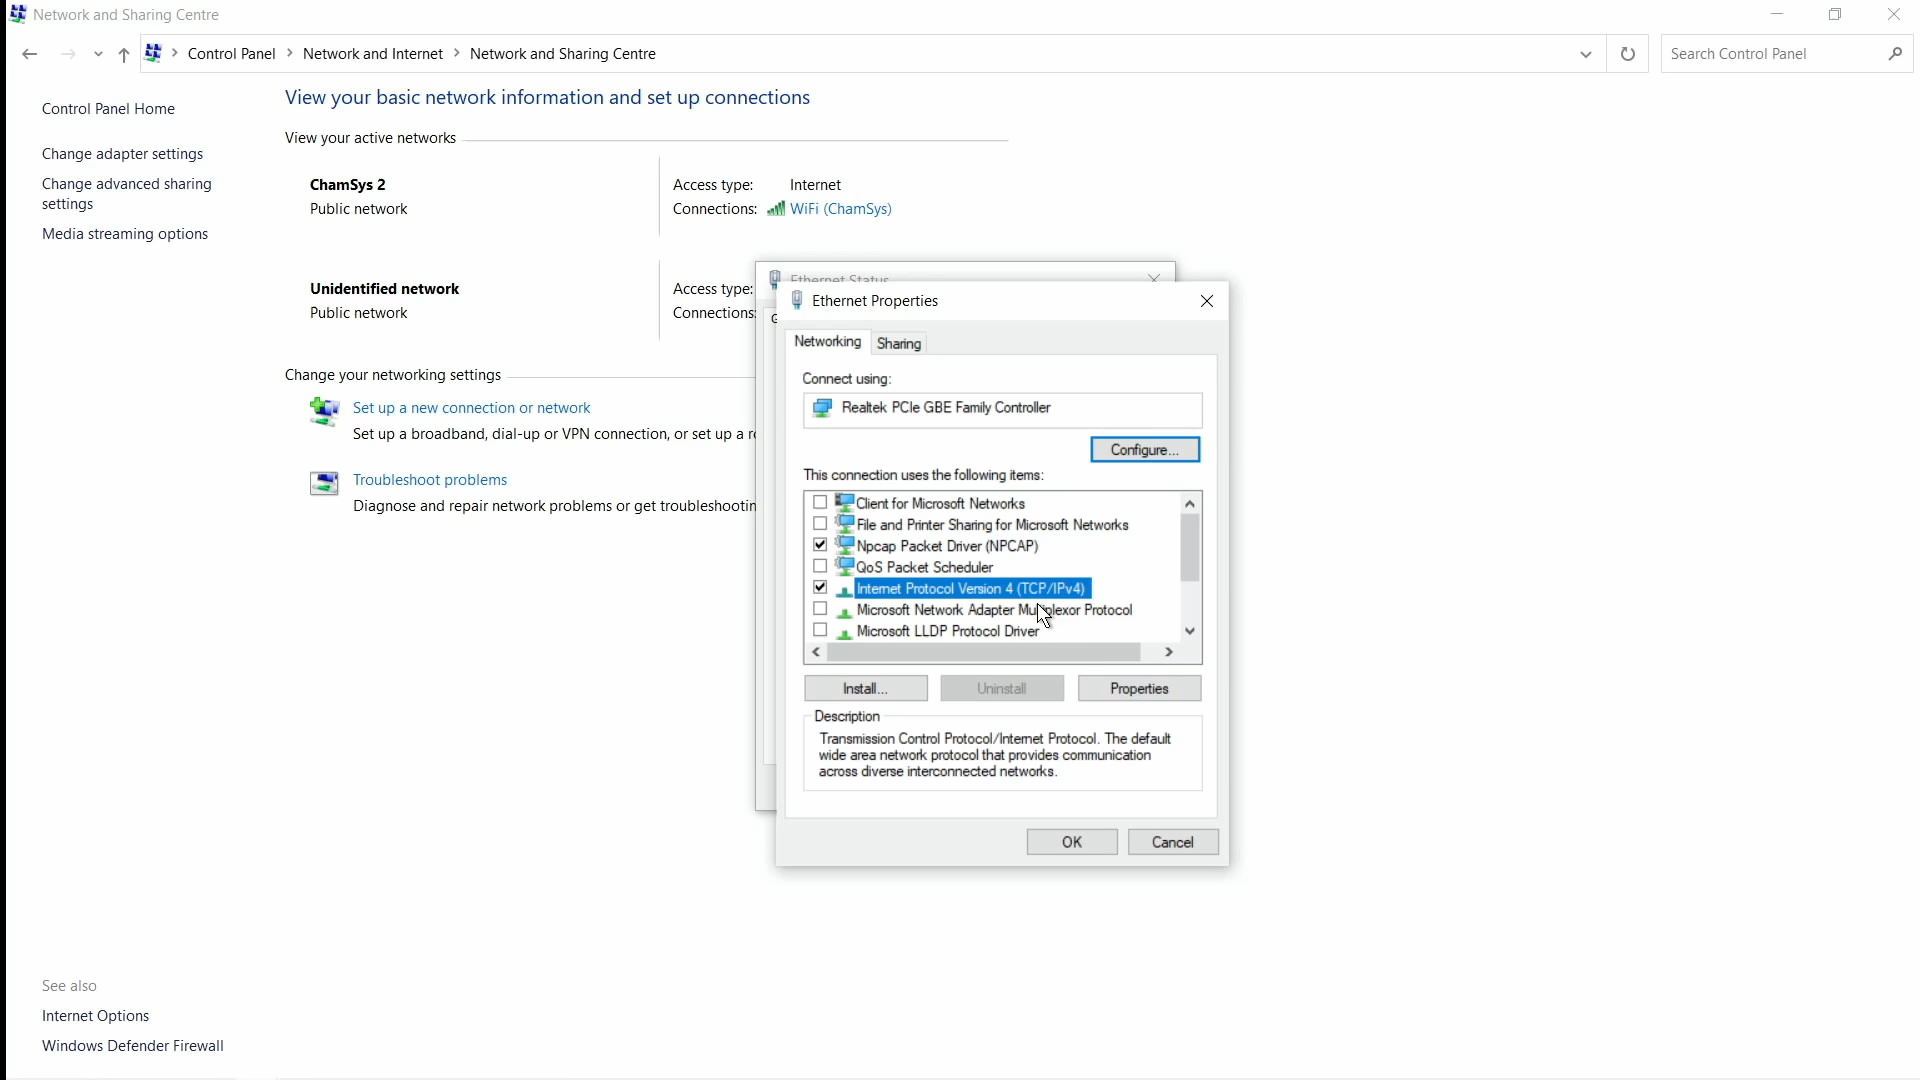 Network and Sharing Centre
Control Panel > Network and Internet > Network and Sharing Centre
Search Control Panel
Control Panel Home
Change adapter settings
Change advanced sharing
settings
Media streaming options
View your basic network information and set up connections
View your active networks
ChamSys 2
Public network
Access type: Internet
Connections: WiFi (ChamSys)
Unidentified network
Public network
Access type:
Connections:
Change your networking settings
Set up a new connection or network
Set up a broadband, dial-up or VPN connection, or set up a
Troubleshoot problems
Diagnose and repair network problems or get
See also
Internet Options
Windows Defender Firewall
Ethernet Status
Ethernet Properties
Networking
Sharing
Connect using:
Realtek PCIe GBE Family Controller
Configure...
This connection uses the following items:
Client for Microsoft Networks
File and Printer Sharing for Microsoft Networks
Npcap Packet Driver (NPCAP)
QoS Packet Scheduler
Internet Protocol Version 4 (TCP/IPv4)
Microsoft Network Adapter Multiplexor Protocol
Microsoft LLDP Protocol Driver
Install...
Uninstall
Properties
Description
Transmission Control Protocol/Internet Protocol. The default
wide area network protocol that provides communication
across diverse interconnected networks.
OK
Cancel